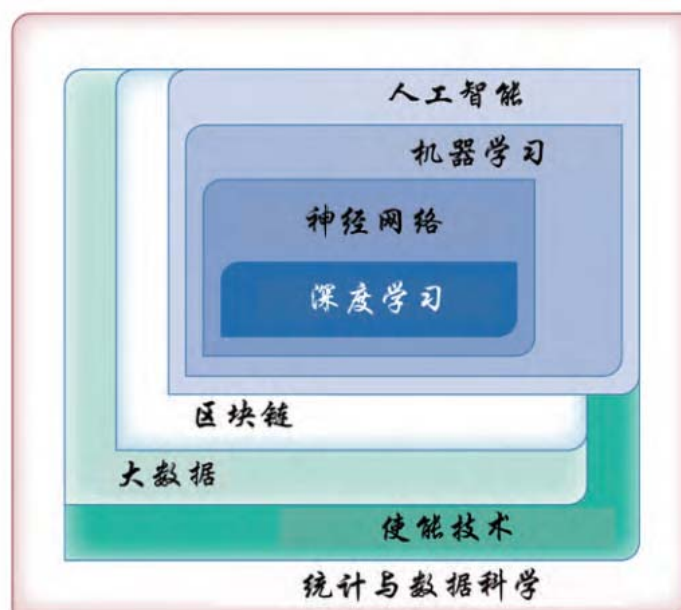 人工智能
机器学习
神经网络
深度学习
区块链
大数据
使能技术
统计与数据科学